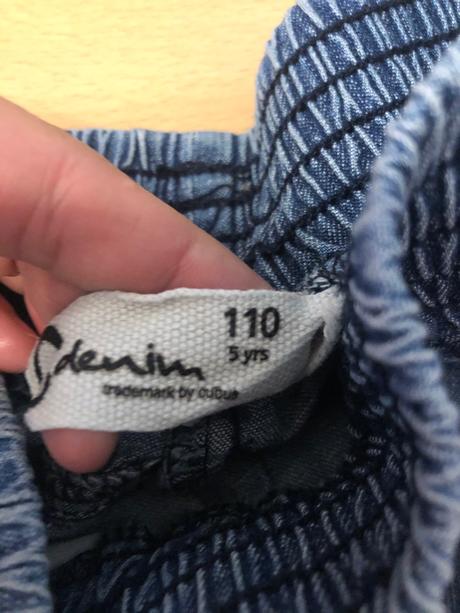 110
5 yrs
denim
trademark by cubus